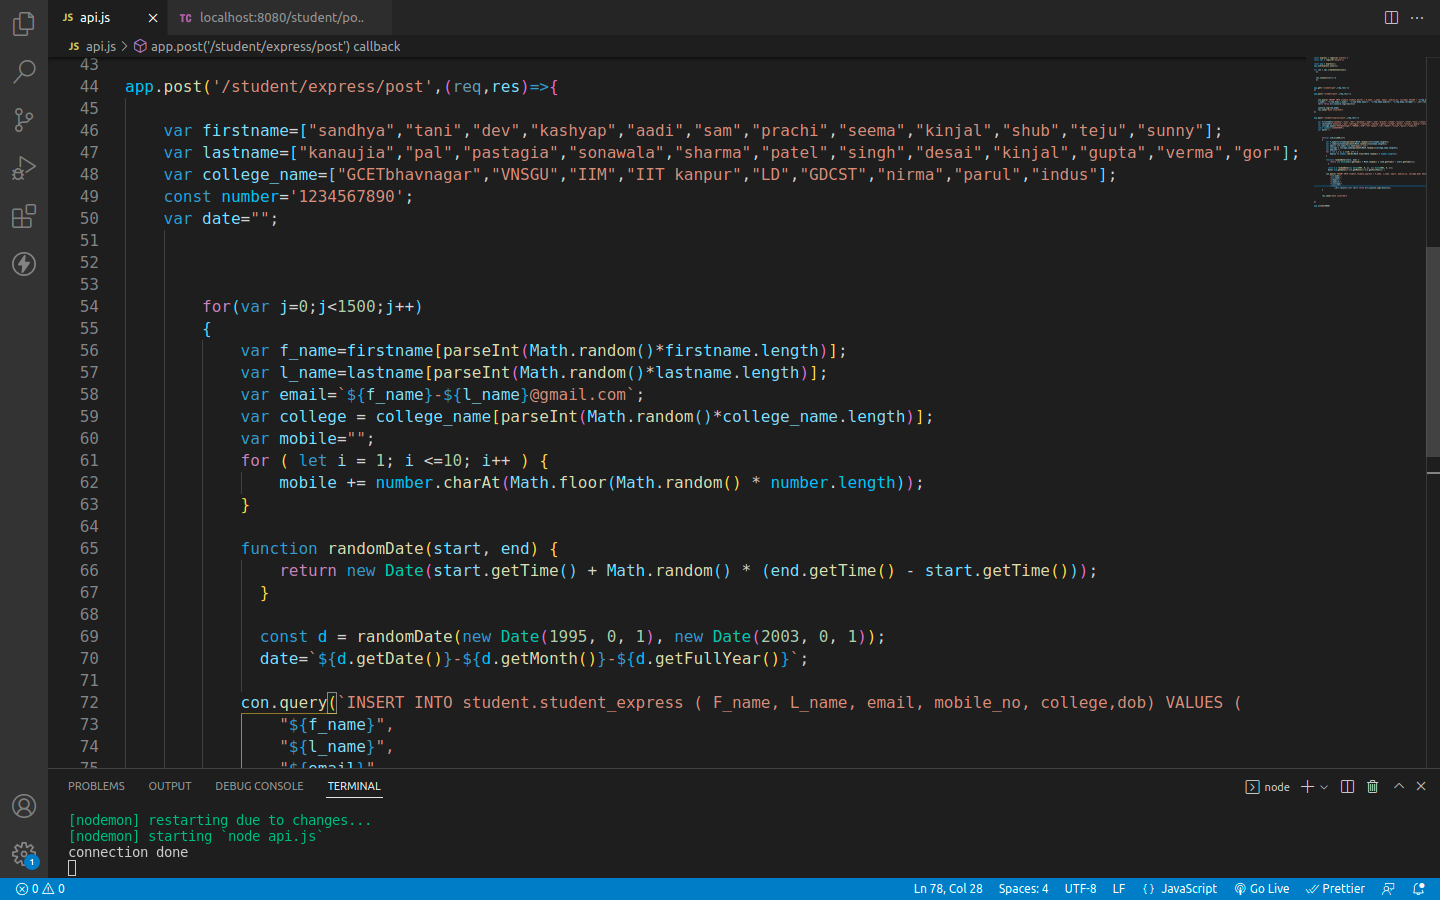 JS api.js ×
TC localhost:8080/student/po..
JS api.js > app.post('/student/express/post') callback
43
44 app.post('/student/express/post',(req,res)=>{
45
46 var firstname=["sandhya","tani","dev","kashyap","aadi","sam","prachi","seema","kinjal","shub","teju","sunny"];
47 var lastname=["kanaujia","pal","pastagia","sonawala","sharma","patel","singh","desai","kinjal","gupta","verma","gor"];
48 var college_name=["GCETbhavnagar","VNSGU","IIM","IIT kanpur","LD","GDCST","nirma","parul","indus"];
49 const number='1234567890';
50 var date="";
51
52
53
54 for(var j=0;j<1500;j++)
55 {
56 var f_name=firstname[parseInt(Math.random()*firstname.length)];
57 var l_name=lastname[parseInt(Math.random()*lastname.length)];
58 var email=`${f_name}-${l_name}@gmail.com`;
59 var college = college_name[parseInt(Math.random()*college_name.length)];
60 var mobile="";
61 for ( let i = 1; i <=10; i++ ) {
62 mobile += number.charAt(Math.floor(Math.random() * number.length));
63 }
64
65 function randomDate(start, end) {
66 return new Date(start.getTime() + Math.random() * (end.getTime() - start.getTime()));
67 }
68
69 const d = randomDate(new Date(1995, 0, 1), new Date(2003, 0, 1));
70 date=`${d.getDate()}-${d.getMonth()}-${d.getFullYear()}`;
71
72 con.query(`INSERT INTO student.student_express ( F_name, L_name, email, mobile_no, college,dob) VALUES (
73 "${f_name}",
74 "${l_name}",
75 "${email}"
PROBLEMS OUTPUT DEBUG CONSOLE TERMINAL
node
[nodemon] restarting due to changes...
[nodemon] starting `node api.js`
connection done
1
0 0
Ln 78, Col 28 Spaces: 4 UTF-8 LF {} JavaScript Go Live Prettier